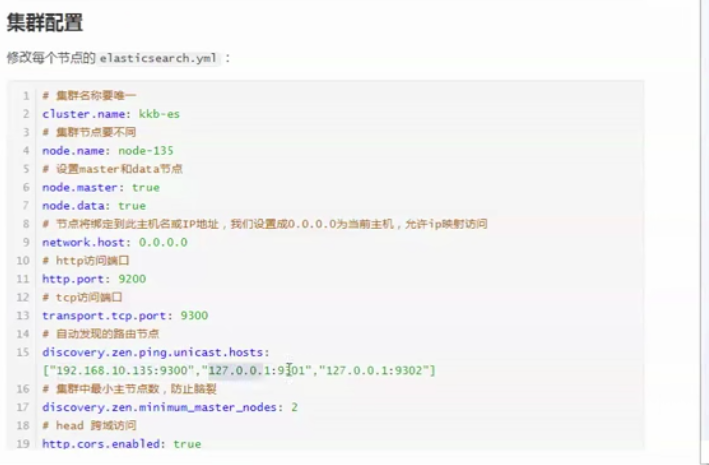 集群配置
修改每个节点的 elasticsearch.yml：
1 # 集群名称要唯一
2 cluster.name: kkb-es
3 # 集群节点要不同
4 node.name: node-135
5 # 设置master和data节点
6 node.master: true
7 node.data: true
8 # 节点将绑定到此主机名或IP地址，我们设置成0.0.0.0为当前主机，允许ip映射访问
9 network.host: 0.0.0.0
10 # http访问端口
11 http.port: 9200
12 # tcp访问端口
13 transport.tcp.port: 9300
14 # 自动发现的路由节点
15 discovery.zen.ping.unicast.hosts:
["192.168.10.135:9300","127.0.0.1:9301","127.0.0.1:9302"]
16 # 集群中最小主节点数，防止脑裂
17 discovery.zen.minimum_master_nodes: 2
18 # head 跨域访问
19 http.cors.enabled: true